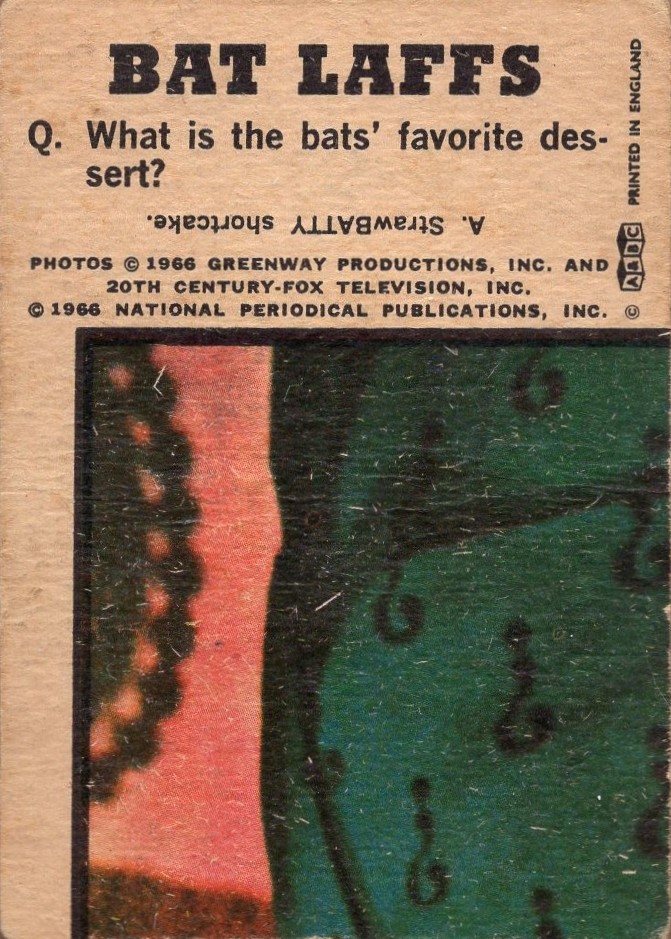 BAT LAFFS
Q. What is the bats' favorite des-
sert?
A. StrawBATTY shortcake.
PHOTOS © 1966 GREENWAY PRODUCTIONS, INC. AND
20TH CENTURY-FOX TELEVISION, INC.
© 1966 NATIONAL PERIODICAL PUBLICATIONS, INC. ©
A&BC PRINTED IN ENGLAND